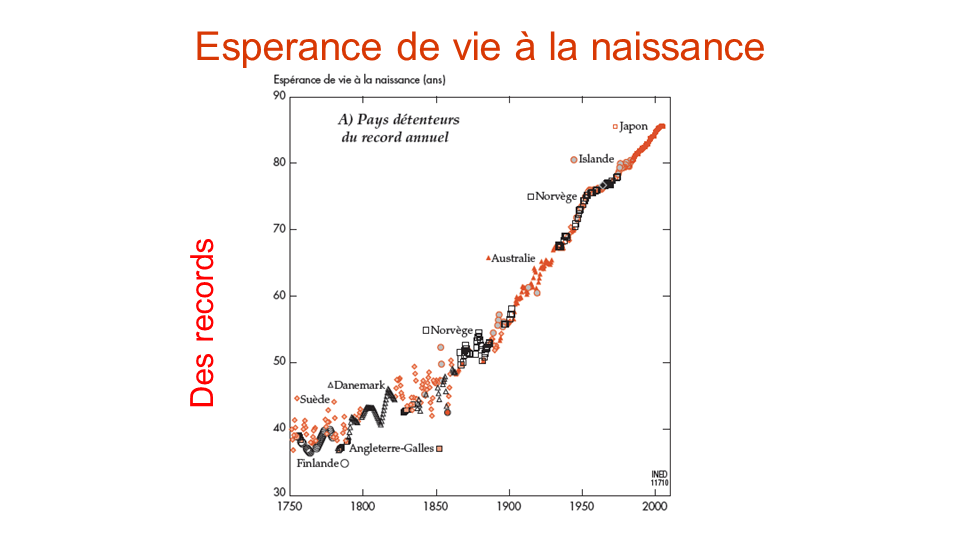 Esperance de vie à la naissance
Espérance de vie à la naissance (ans)
90
A) Pays détenteurs
du record annuel
Japon
80
Islande
Norvège
70
Australie
60
Norvège
50
Danemark
Suède
40
Angleterre-Galles
Finlande
INED
11710
30
1750 1800 1850 1900 1950 2000
Des records